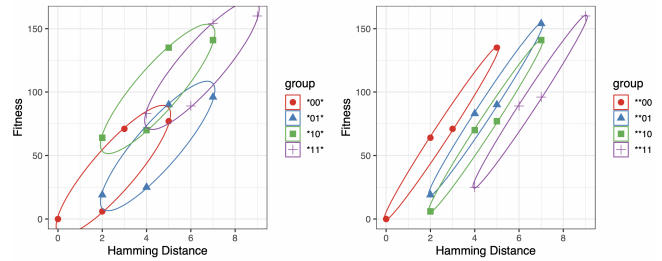 150
100
50
0
Fitness
0 2 4 6 8
Hamming Distance
group
*00*
*01*
*10*
*11*
150
100
50
0
Fitness
0 2 4 6 8
Hamming Distance
group
**00
**01
**10
**11